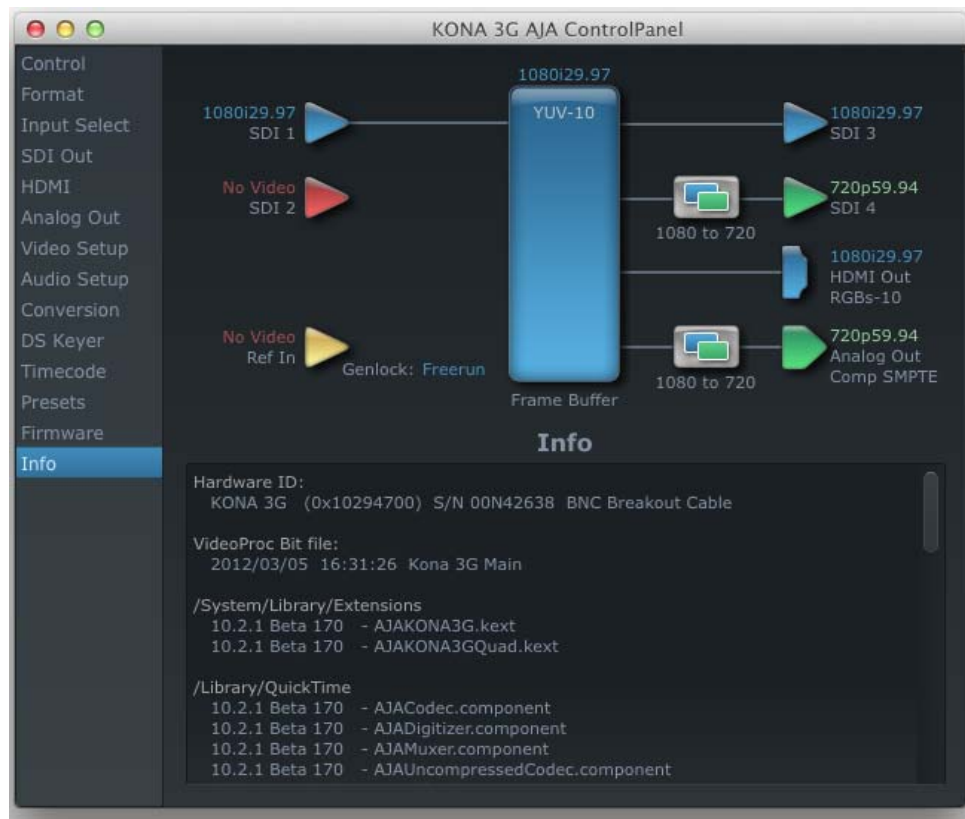 KONA 3G AJA ControlPanel
Control
Format
Input Select
SDI Out
HDMI
Analog Out
Video Setup
Audio Setup
Conversion
DS Keyer
Timecode
Presets
Firmware
Info
1080i29.97
YUV-10
Frame Buffer
1080i29.97
SDI 1
No Video
SDI 2
No Video
Ref In
Genlock: Freerun
1080i29.97
SDI 3
1080 to 720
720p59.94
SDI 4
1080i29.97
HDMI Out
RGBs-10
1080 to 720
720p59.94
Analog Out
Comp SMPTE
Info
Hardware ID:
KONA 3G (0x10294700) S/N 00N42638 BNC Breakout Cable
VideoProc Bit file:
2012/03/05 16:31:26 Kona 3G Main
/System/Library/Extensions
10.2.1 Beta 170 - AJAKONA3G.kext
10.2.1 Beta 170 - AJAKONA3GQuad.kext
/Library/QuickTime
10.2.1 Beta 170 - AJACodec.component
10.2.1 Beta 170 - AJADigitizer.component
10.2.1 Beta 170 - AJAMuxer.component
10.2.1 Beta 170 - AJAUncompressedCodec.component